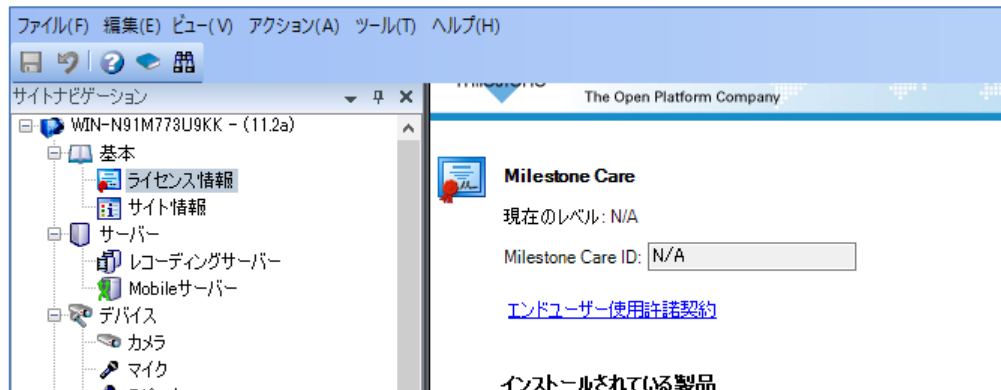 ファイル(F) 編集(E) ビュー(V) アクション(A) ツール(T) ヘルプ(H)
サイトナビゲーション
WIN-N91M773U9KK - (11.2a)
基本
ライセンス情報
サイト情報
サーバー
レコーディングサーバー
Mobileサーバー
デバイス
カメラ
マイク
The Open Platform Company
Milestone Care
現在のレベル: N/A
Milestone Care ID: N/A
エンドユーザー使用許諾契約
インストールされている製品